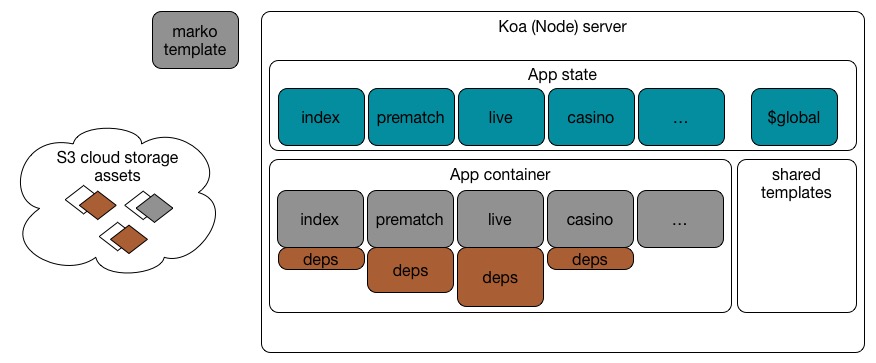 marko
template
Koa (Node) server
App state
index
prematch
live
casino
...
$global
S3 cloud storage
assets
App container
shared
templates
index
prematch
live
casino
...
deps
deps
deps
deps